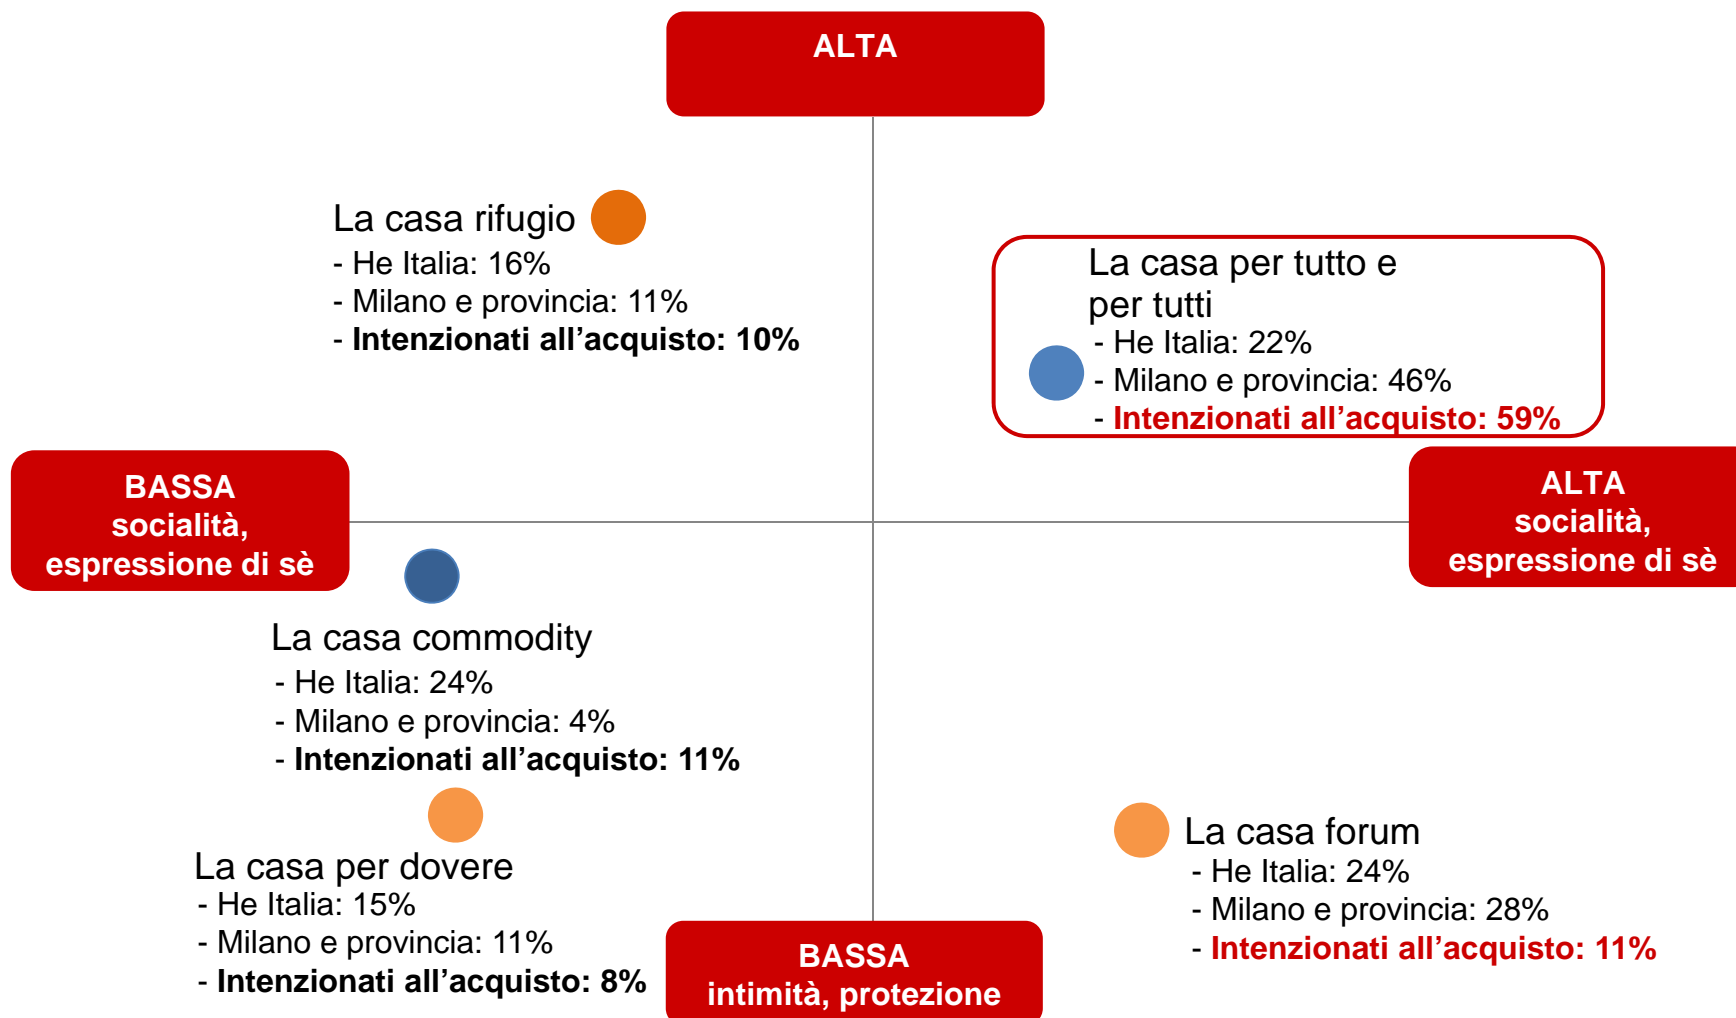 ALTA
La casa rifugio
- He Italia: 16%
- Milano e provincia: 11%
- Intenzionati all’acquisto: 10%
La casa per tutto e
per tutti
- He Italia: 22%
- Milano e provincia: 46%
- Intenzionati all’acquisto: 59%
BASSA
socialità,
espressione di sè
ALTA
socialità,
espressione di sè
La casa commodity
- He Italia: 24%
- Milano e provincia: 4%
- Intenzionati all’acquisto: 11%
La casa per dovere
- He Italia: 15%
- Milano e provincia: 11%
- Intenzionati all’acquisto: 8%
La casa forum
- He Italia: 24%
- Milano e provincia: 28%
- Intenzionati all’acquisto: 11%
BASSA
intimità, protezione